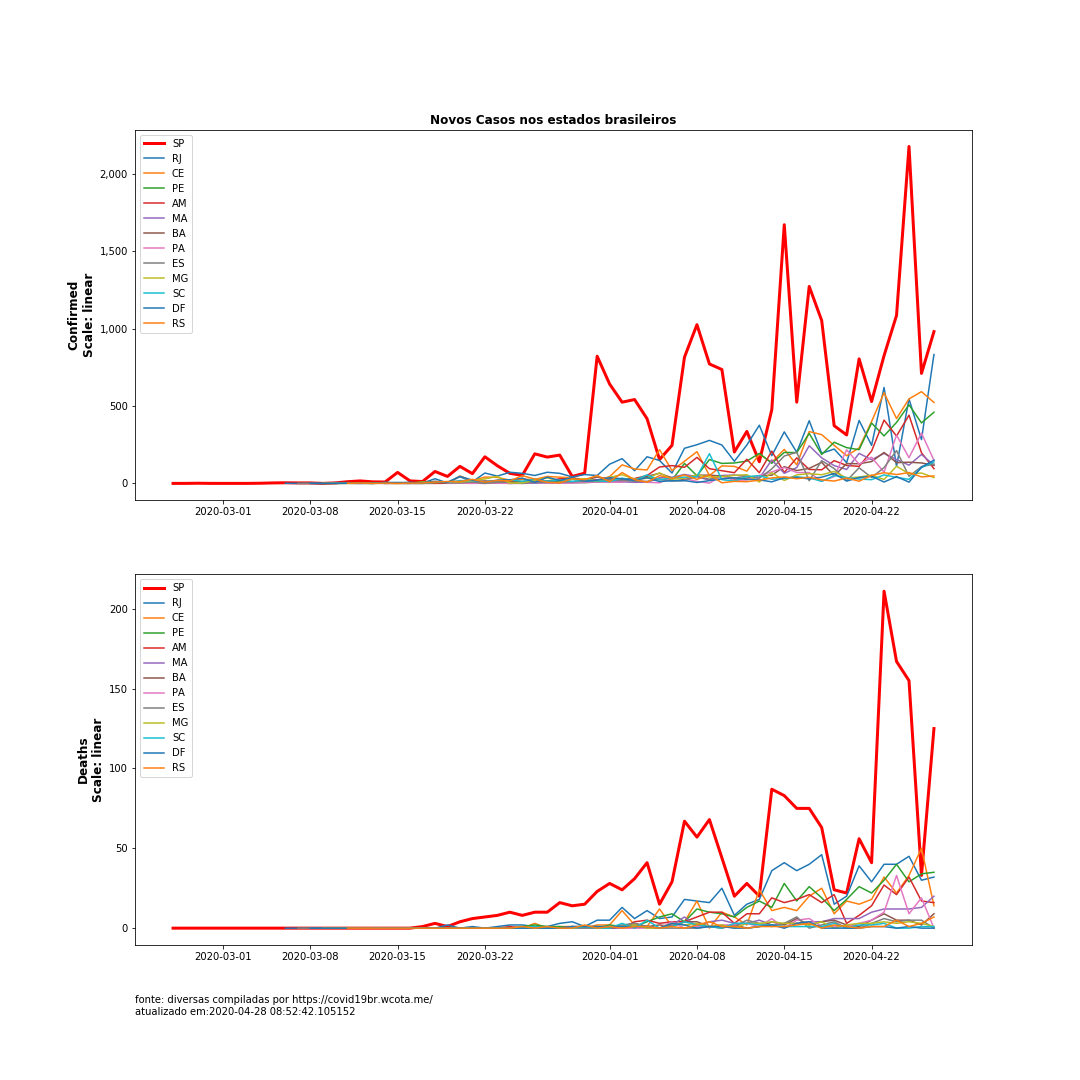 Novos Casos nos estados brasileiros
Confirmed
Scale: linear
2,000
1,500
1,000
500
0
SP
RJ
CE
PE
AM
MA
BA
PA
ES
MG
SC
DF
RS
2020-03-01
2020-03-08
2020-03-15
2020-03-22
2020-04-01
2020-04-08
2020-04-15
2020-04-22
Deaths
Scale: linear
200
150
100
50
0
SP
RJ
CE
PE
AM
MA
BA
PA
ES
MG
SC
DF
RS
2020-03-01
2020-03-08
2020-03-15
2020-03-22
2020-04-01
2020-04-08
2020-04-15
2020-04-22
fonte: diversas compiladas por https://covid19br.wcota.me/
atualizado em:2020-04-28 08:52:42.105152